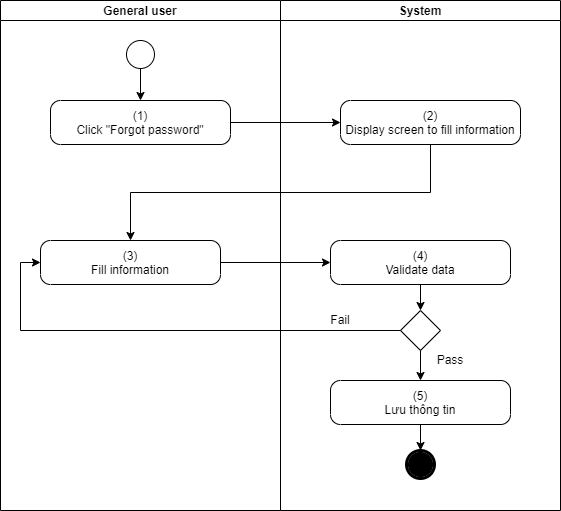 General user
System
(1)
Click "Forgot password"
(2)
Display screen to fill information
(3)
Fill information
(4)
Validate data
Fail
Pass
(5)
Lưu thông tin